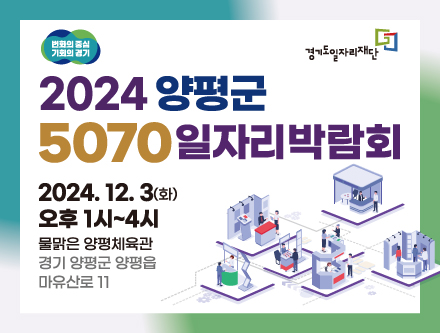 변화의 중심
기회의 경기
경기도일자리재단
2024 양평군
5070 일자리박람회
2024. 12. 3(화)
오후 1시~4시
물맑은 양평체육관
경기 양평군 양평읍
마유산로 11